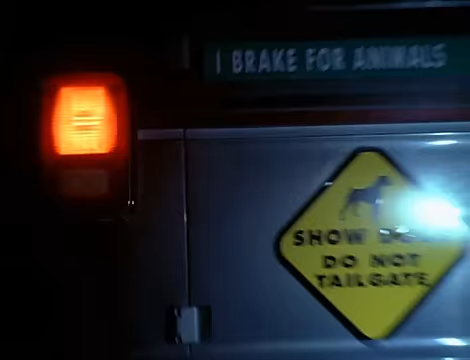 I BRAKE FOR ANIMALS
SHOW
DO NOT
TAILGATE